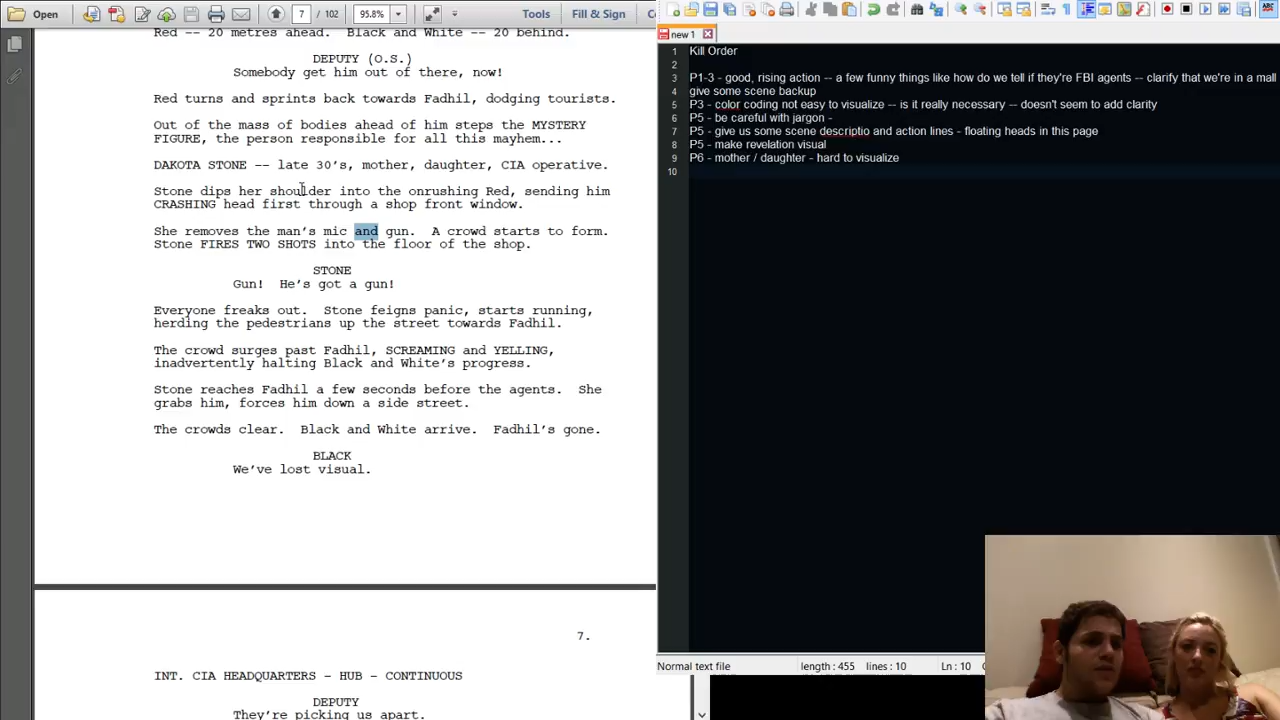 Open
7
/ 102
95.8%
Tools
Fill & Sign
Red -- 20 metres ahead. Black and White -- 20 behind.
DEPUTY (O.S.)
Somebody get him out of there, now!
Red turns and sprints back towards Fadhil, dodging tourists.
Out of the mass of bodies ahead of him steps the MYSTERY
FIGURE, the person responsible for all this mayhem...
DAKOTA STONE -- late 30's, mother, daughter, CIA operative.
Stone dips her shoulder into the onrushing Red, sending him
CRASHING head first through a shop front window.
She removes the man's mic and gun. A crowd starts to form.
Stone FIRES TWO SHOTS into the floor of the shop.
STONE
Gun! He's got a gun!
Everyone freaks out. Stone feigns panic, starts running,
herding the pedestrians up the street towards Fadhil.
The crowd surges past Fadhil, SCREAMING and YELLING,
inadvertently halting Black and White's progress.
Stone reaches Fadhil a few seconds before the agents. She
grabs him, forces him down a side street.
The crowds clear. Black and White arrive. Fadhil's gone.
BLACK
We've lost visual.
7.
INT. CIA HEADQUARTERS - HUB - CONTINUOUS
DEPUTY
They're picking us apart.
new 1
1 Kill Order
2
3 P1-3 - good, rising action -- a few funny things like how do we tell if they're FBI agents -- clarify that we're in a mall
4 give some scene backup
5 P3 - color coding not easy to visualize -- is it really necessary -- doesn't seem to add clarity
6 P5 - be careful with jargon -
7 P5 - give us some scene descriptio and action lines - floating heads in this page
8 P5 - make revelation visual
9 P6 - mother / daughter - hard to visualize
10
Normal text file
length : 455
lines : 10
Ln : 10